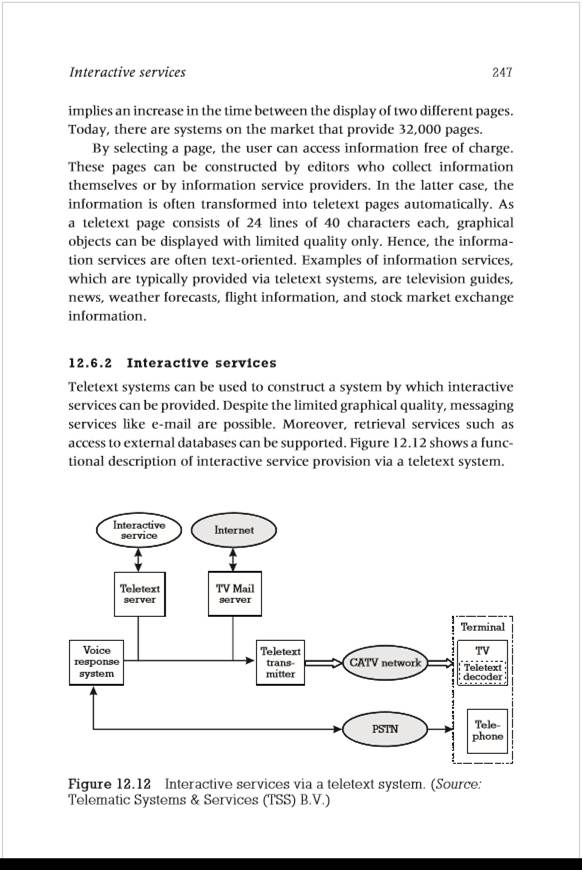 Interactive services 247
implies an increase in the time between the display of two different pages.
Today, there are systems on the market that provide 32,000 pages.
By selecting a page, the user can access information free of charge.
These pages can be constructed by editors who collect information
themselves or by information service providers. In the latter case, the
information is often transformed into teletext pages automatically. As
a teletext page consists of 24 lines of 40 characters each, graphical
objects can be displayed with limited quality only. Hence, the informa-
tion services are often text-oriented. Examples of information services,
which are typically provided via teletext systems, are television guides,
news, weather forecasts, flight information, and stock market exchange
information.
12.6.2 Interactive services
Teletext systems can be used to construct a system by which interactive
services can be provided. Despite the limited graphical quality, messaging
services like e-mail are possible. Moreover, retrieval services such as
access to external databases can be supported. Figure 12.12 shows a func-
tional description of interactive service provision via a teletext system.
Interactive
service
Internet
Teletext
server
TV Mail
server
Voice
response
system
Teletext
trans-
mitter
CATV network
Terminal
TV
Teletext
decoder
PSTN
Tele-
phone
Figure 12.12 Interactive services via a teletext system. (Source:
Telematic Systems & Services (TSS) B.V.)